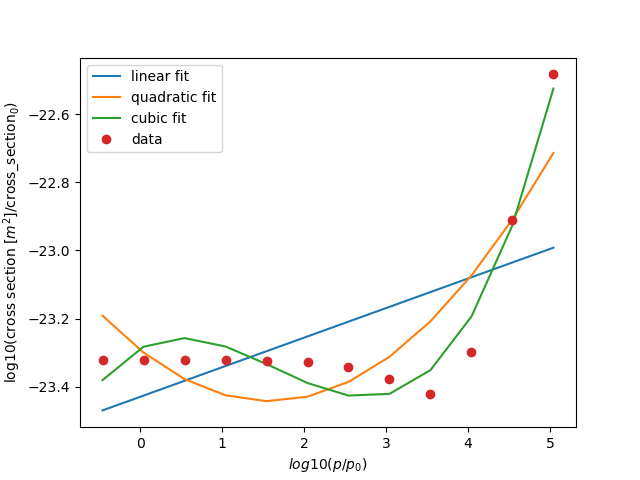 linear fit
quadratic fit
cubic fit
data
−22.6
−22.8
−23.0
−23.2
−23.4
0
1
2
3
4
5
log10(p/p₀)
log10(cross section [m²]/cross_section₀)